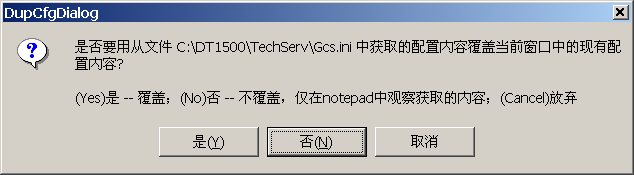 DupCfgDialog
是否要用从文件 C:\DT1500\TechServ\Gcs.ini 中获取的配置内容覆盖当前窗口中的现有配
置内容?
(Yes)是 -- 覆盖；(No)否 -- 不覆盖，仅在notepad中观察获取的内容；(Cancel)放弃
是(Y) 否(N) 取消